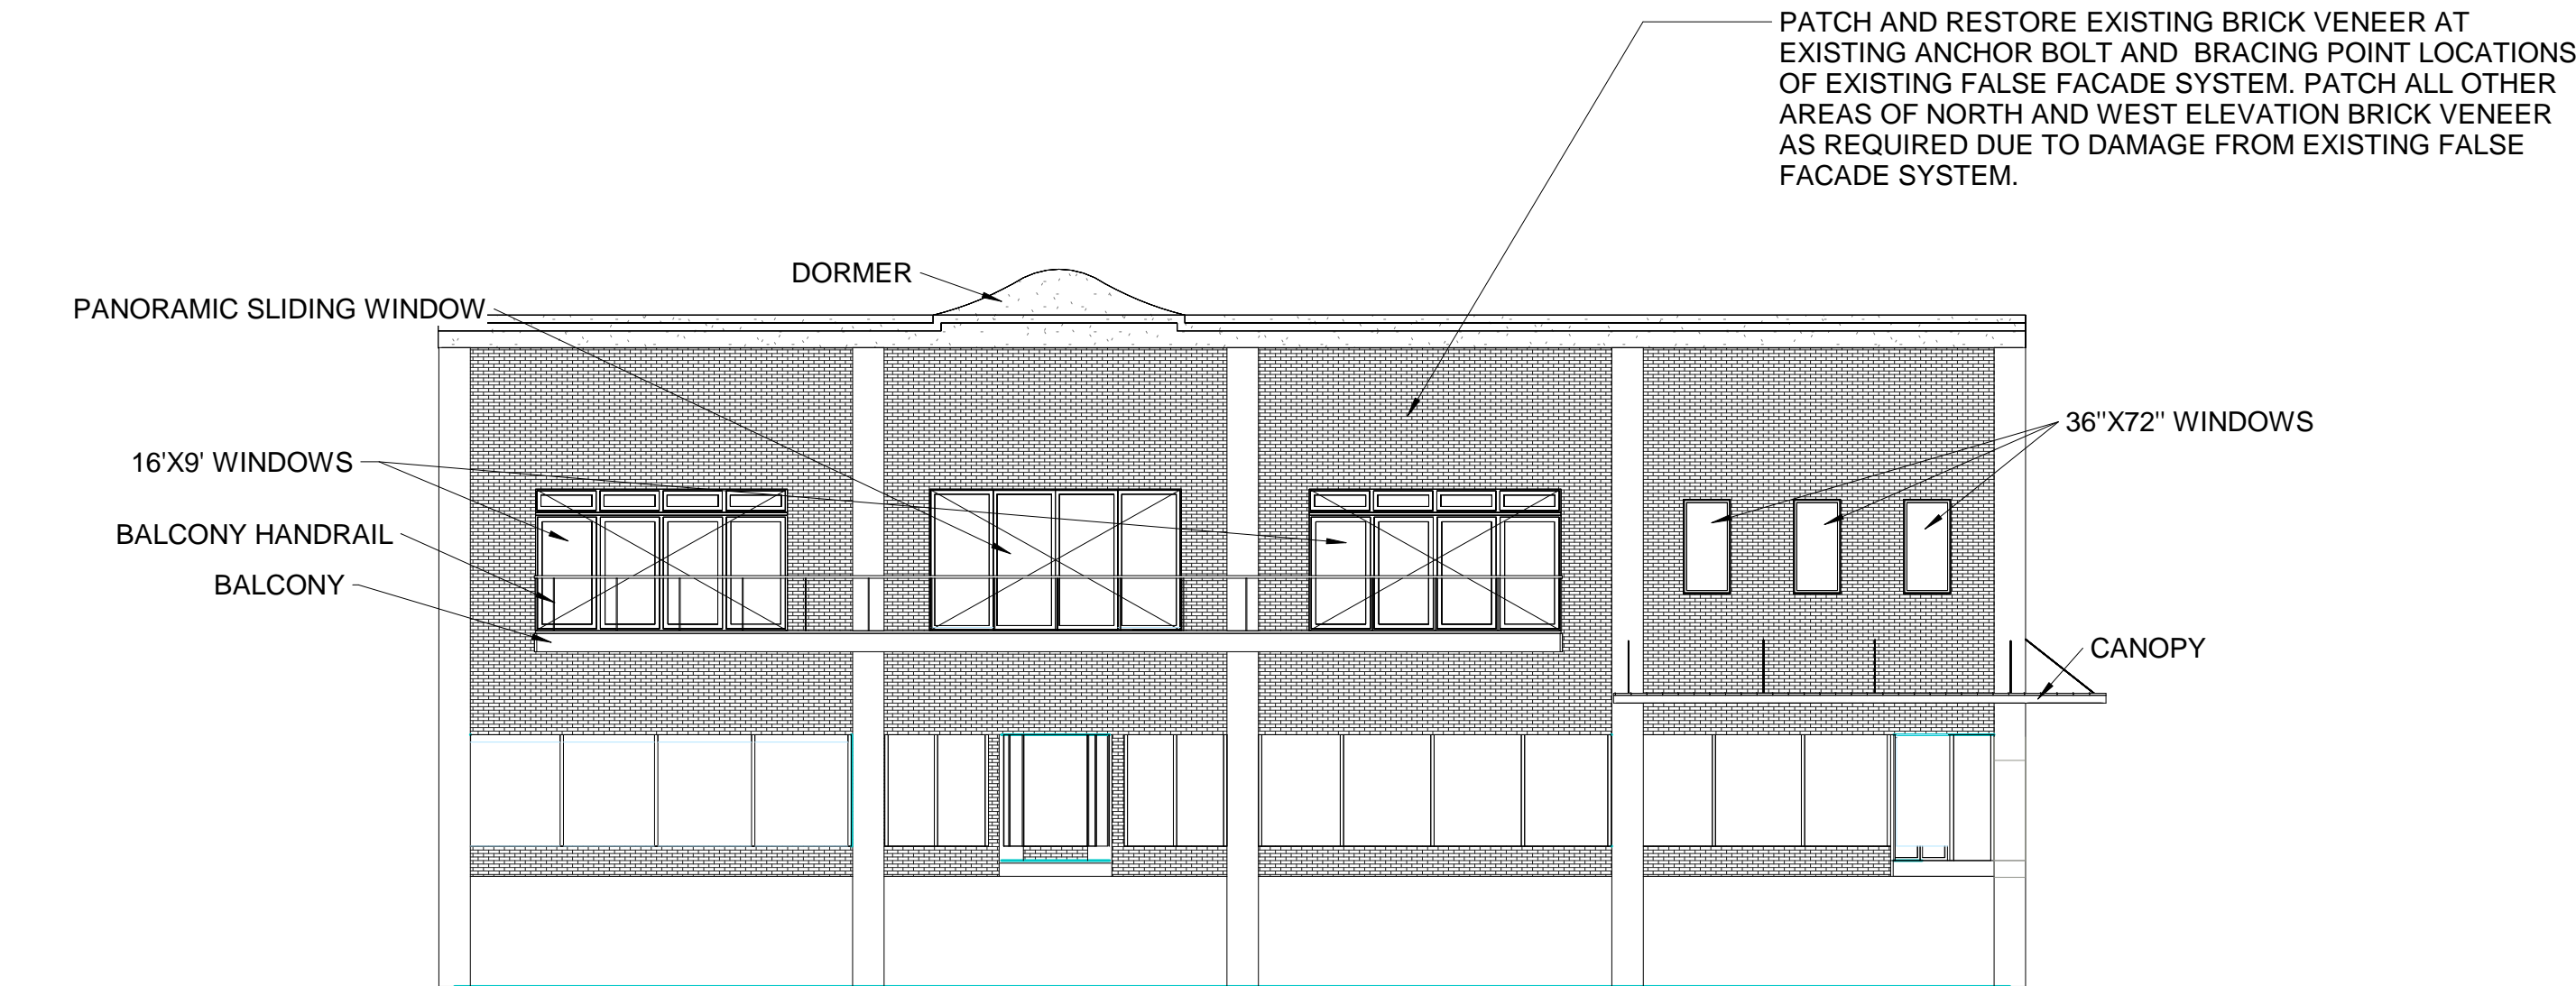 PATCH AND RESTORE EXISTING BRICK VENEER AT
EXISTING ANCHOR BOLT AND  BRACING POINT LOCATIONS
OF EXISTING FALSE FACADE SYSTEM. PATCH ALL OTHER
AREAS OF NORTH AND WEST ELEVATION BRICK VENEER
AS REQUIRED DUE TO DAMAGE FROM EXISTING FALSE
FACADE SYSTEM.
DORMER
PANORAMIC SLIDING WINDOW
36"X72" WINDOWS
16'X9' WINDOWS
BALCONY HANDRAIL
BALCONY
CANOPY